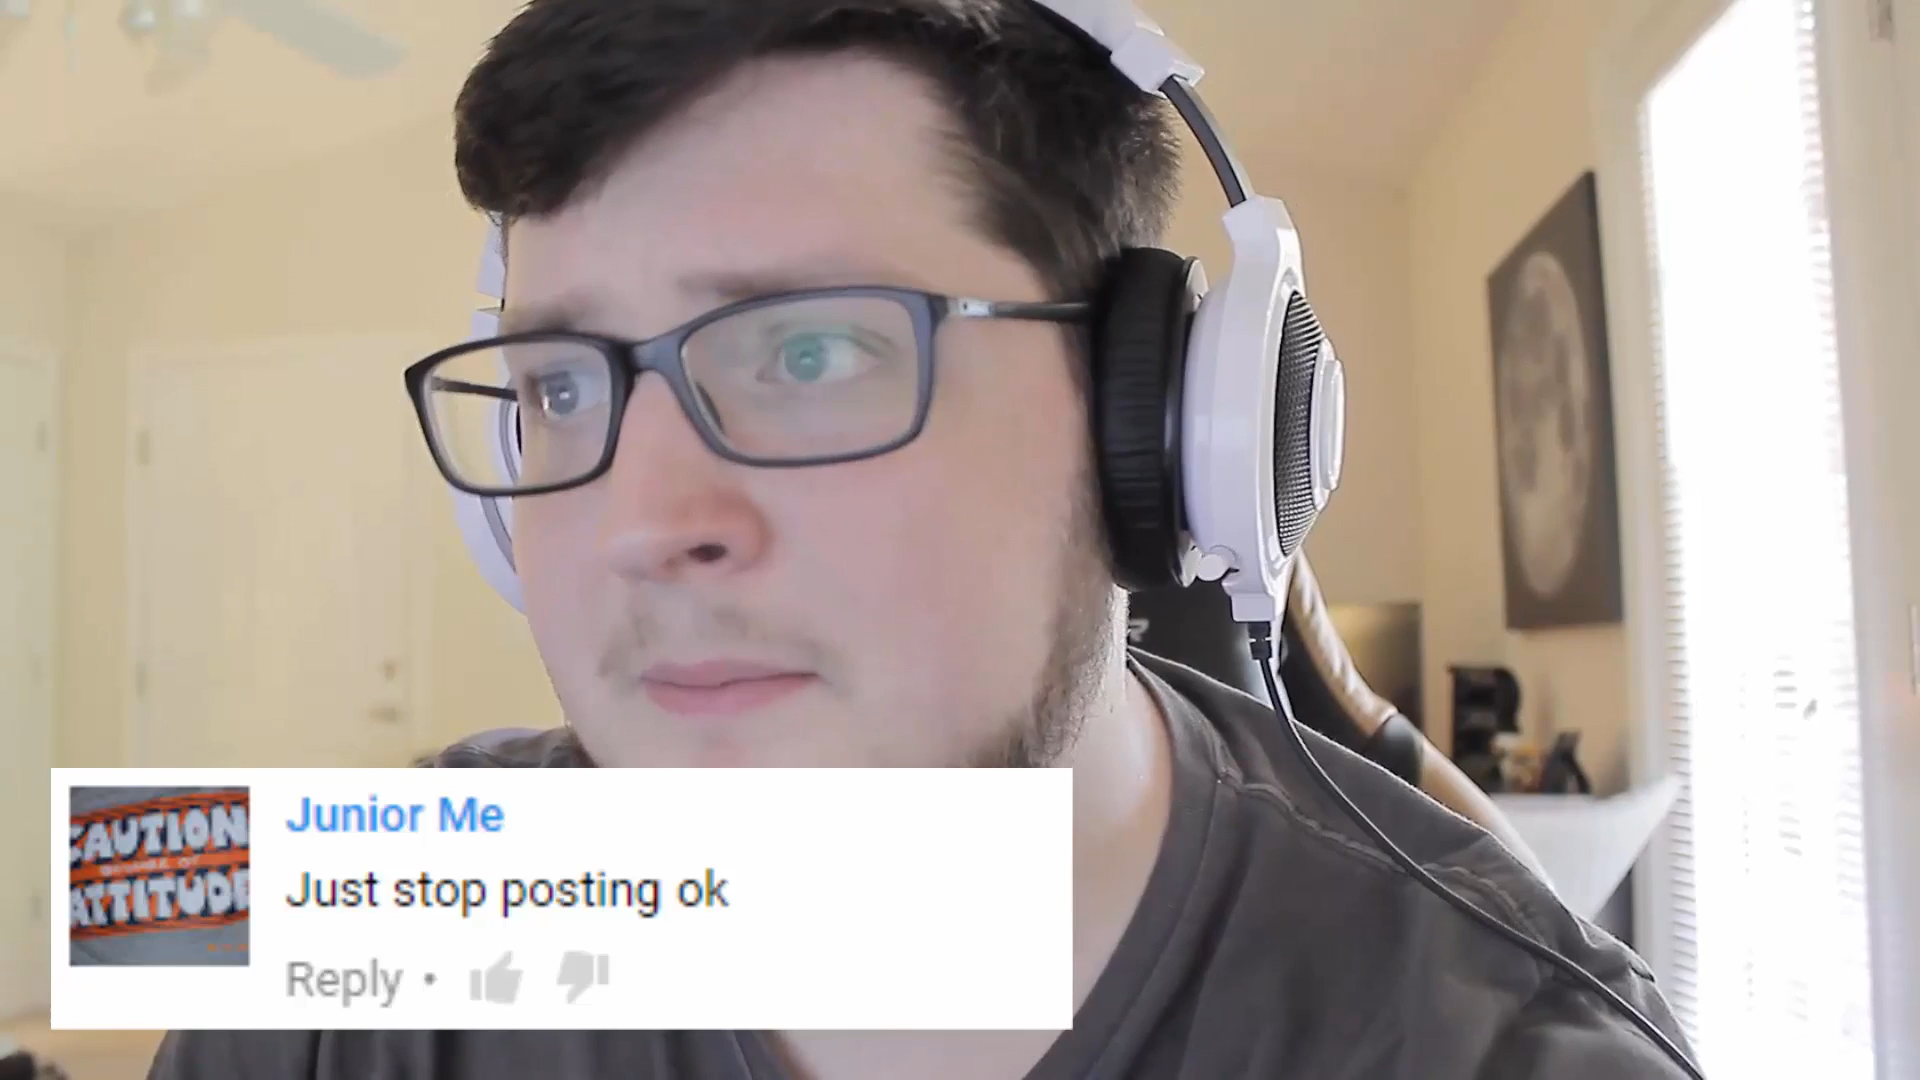 CAUTION
ATTITUDE
Junior Me
Just stop posting ok
Reply •
R